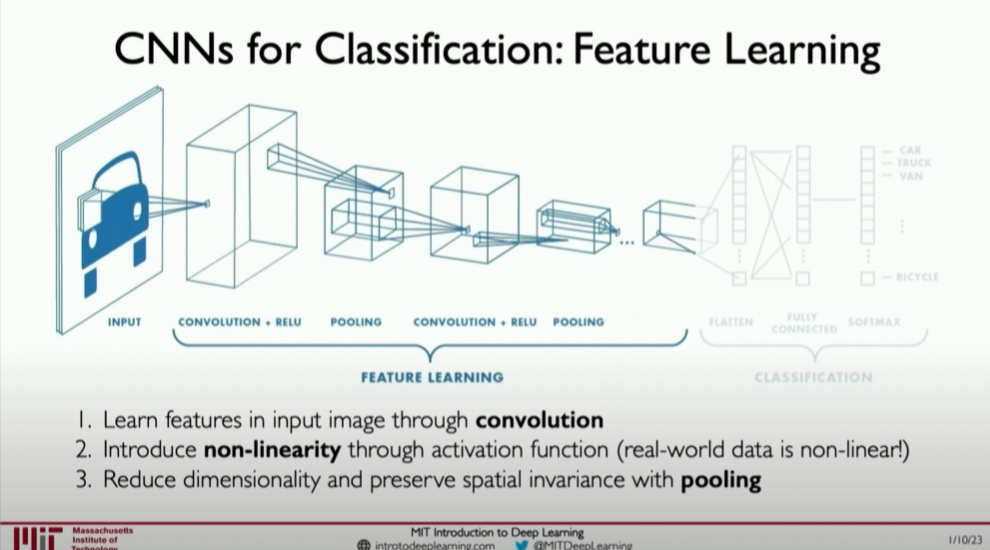 CNNs for Classification: Feature Learning
CAR
TRUCK
VAN
BICYCLE
INPUT
CONVOLUTION + RELU
POOLING
CONVOLUTION + RELU
POOLING
FLATTEN
FULLY
CONNECTED
SOFTMAX
FEATURE LEARNING
CLASSIFICATION
1. Learn features in input image through convolution
2. Introduce non-linearity through activation function (real-world data is non-linear!)
3. Reduce dimensionality and preserve spatial invariance with pooling
Massachusetts
Institute of
Technology
MIT Introduction to Deep Learning
introtodeeplearning.com @MITDeepLearning
1/10/23